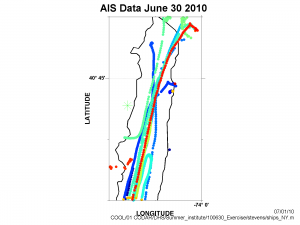 AIS Data June 30 2010
40 45'
LATITUDE
-74 0'
LONGITUDE
07/01/10
COOL/01 CODAR/DHS/Summer_institute/100630_Exercise/stevens/ships_NY.m